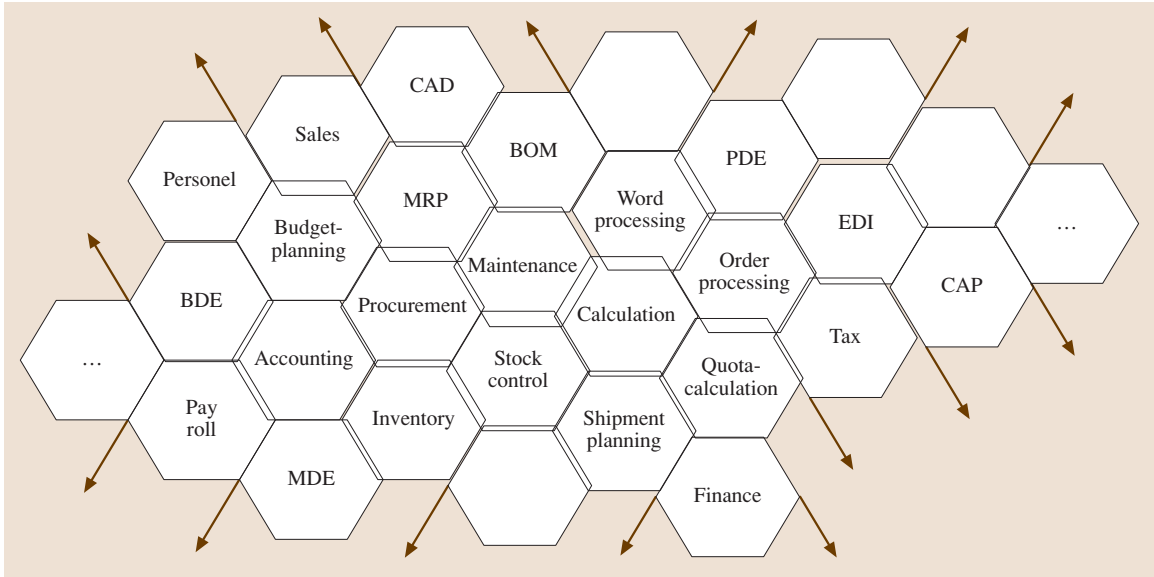 CAD
Sales
BOM
PDE
Personel
MRP
Word
processing
Budget-
planning
EDI
…
Maintenance
Order
processing
BDE
Procurement
Calculation
CAP
…
Accounting
Stock
control
Tax
Quota-
calculation
Pay
roll
Inventory
Shipment
planning
MDE
Finance